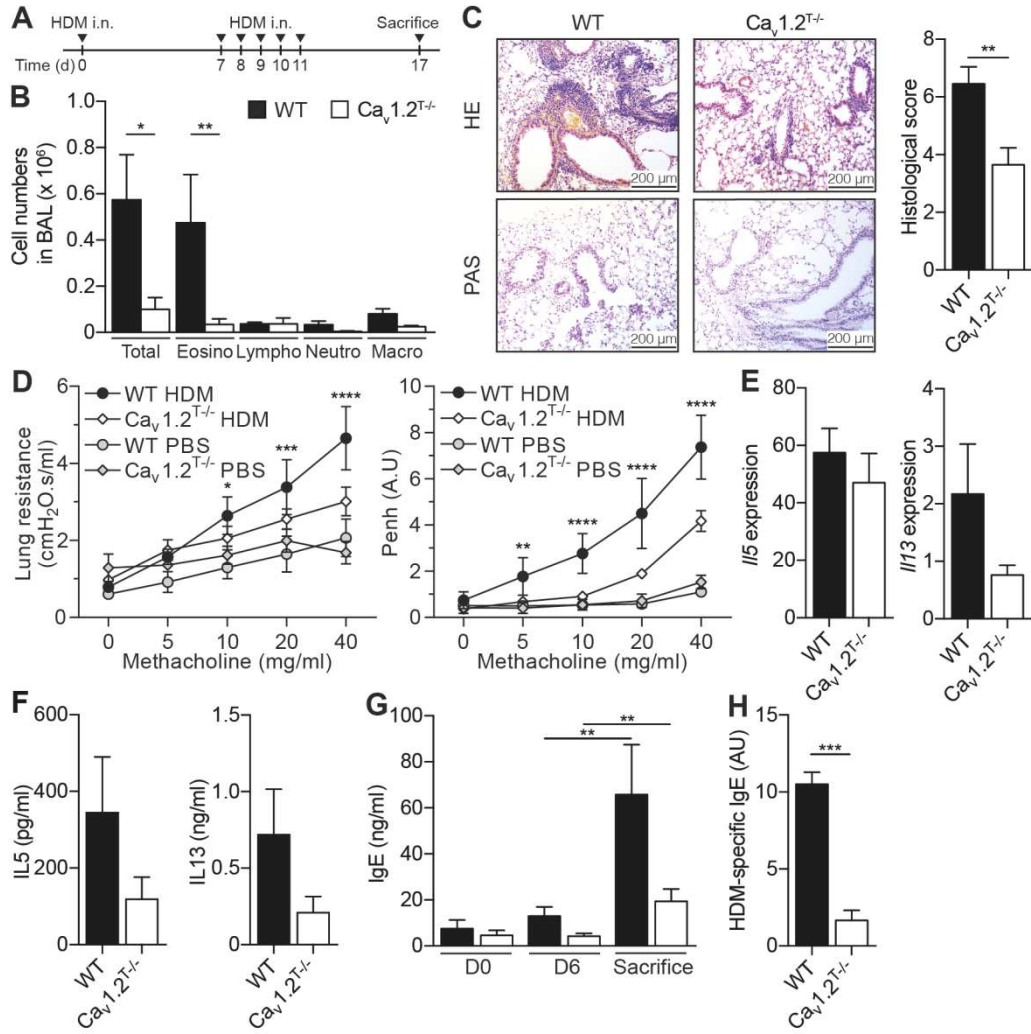 A
HDM i.n. HDM i.n. Sacrifice
Time (d) 0 7 8 9 10 11 17
B
WT Cav1.2T-/-
Cell numbers
in BAL (x 10⁶)
1.0
0.8
0.6
0.4
0.2
0
* **
Total Eosino Lympho Neutro Macro
C
WT Cav1.2T-/-
HE
200 µm 200 µm
PAS
200 µm 200 µm
Histological score
8
6
4
2
0
**
WT Cav1.2T-/-
D
Lung resistance
(cmH2O.s/ml)
6
4
2
0
WT HDM
Cav1.2T-/- HDM
WT PBS
Cav1.2T-/- PBS
* *** ****
0 5 10 20 40
Methacholine (mg/ml)
Penh (A.U)
10
8
6
4
2
0
WT HDM
Cav1.2T-/- HDM
WT PBS
Cav1.2T-/- PBS
** **** **** ****
0 5 10 20 40
Methacholine (mg/ml)
E
Il5 expression
80
60
40
20
0
WT Cav1.2T-/-
Il13 expression
4
3
2
1
0
WT Cav1.2T-/-
F
IL5 (pg/ml)
600
400
200
0
WT Cav1.2T-/-
IL13 (ng/ml)
1.5
1.0
0.5
0
WT Cav1.2T-/-
G
IgE (ng/ml)
100
80
60
40
20
0
** **
D0 D6 Sacrifice
H
HDM-specific IgE (AU)
15
10
5
0
***
WT Cav1.2T-/-